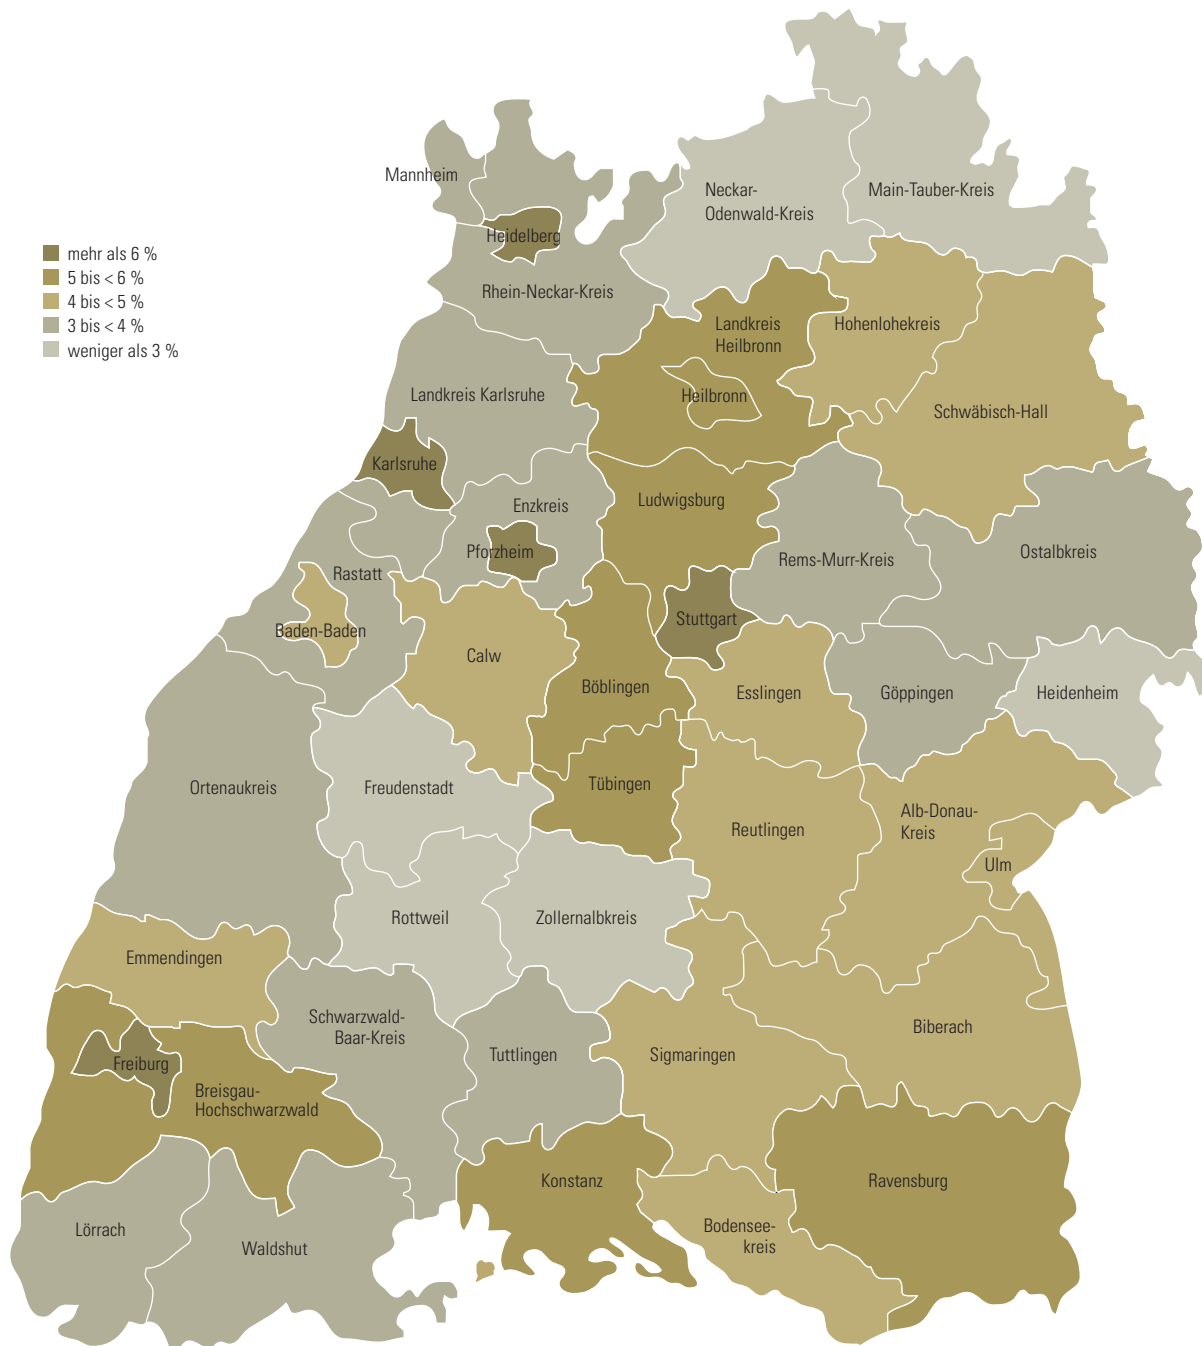 mehr als 6 %
5 bis < 6 %
4 bis < 5 %
3 bis < 4 %
weniger als 3 %
Mannheim
Neckar-
Odenwald-Kreis
Main-Tauber-Kreis
Heidelberg
Rhein-Neckar-Kreis
Landkreis
Heilbronn
Hohenlohekreis
Landkreis Karlsruhe
Heilbronn
Schwäbisch-Hall
Karlsruhe
Enzkreis
Ludwigsburg
Pforzheim
Rems-Murr-Kreis
Ostalbkreis
Rastatt
Stuttgart
Baden-Baden
Calw
Böblingen
Esslingen
Göppingen
Heidenheim
Ortenaukreis
Freudenstadt
Tübingen
Reutlingen
Alb-Donau-
Kreis
Ulm
Rottweil
Zollernalbkreis
Emmendingen
Schwarzwald-
Baar-Kreis
Tuttlingen
Sigmaringen
Biberach
Freiburg
Breisgau-
Hochschwarzwald
Konstanz
Ravensburg
Lörrach
Waldshut
Bodensee-
kreis